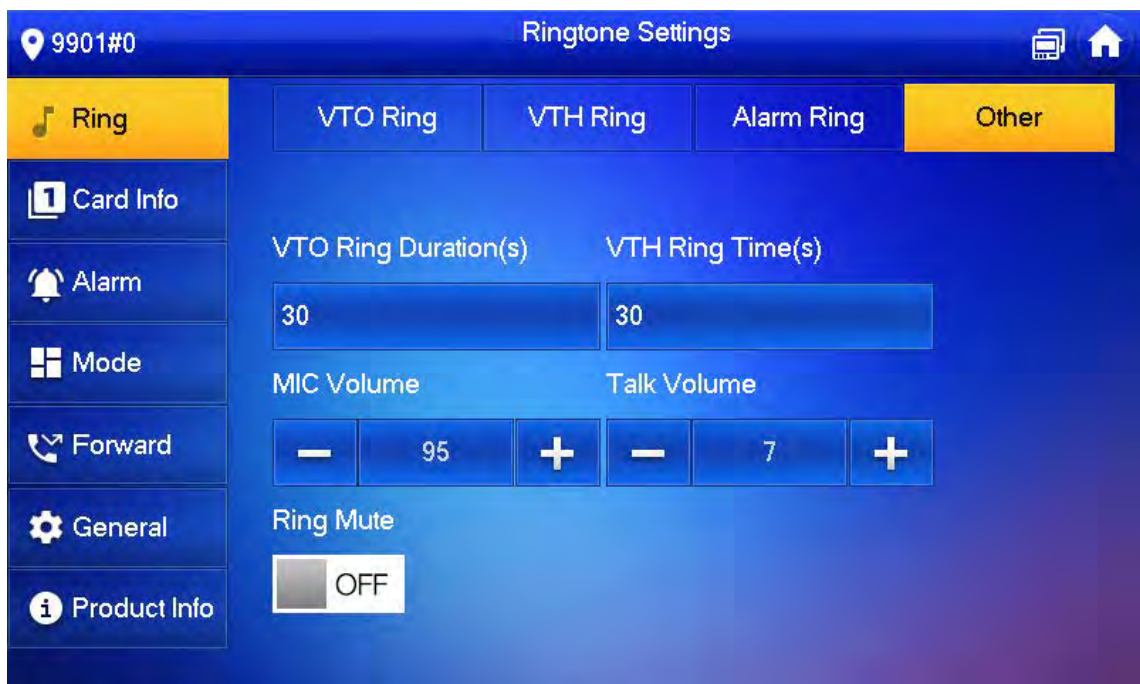 9901#0
Ringtone Settings
Ring
VTO Ring
VTH Ring
Alarm Ring
Other
1 Card Info
Alarm
Mode
Forward
General
i Product Info
VTO Ring Duration(s)
VTH Ring Time(s)
30
30
MIC Volume
Talk Volume
95
7
Ring Mute
OFF